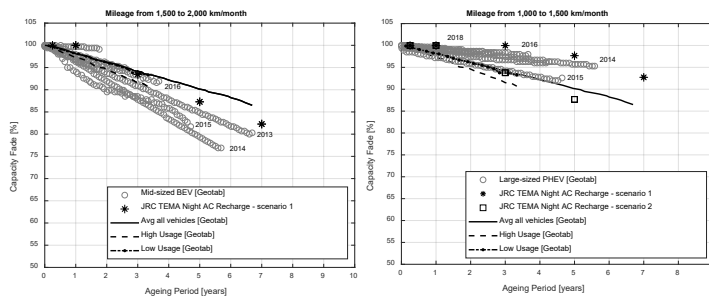 Mileage from 1,500 to 2,000 km/month
100
95
90
85
80
75
70
65
60
55
50
Capacity Fade [%]
2016
2015
2013
2014
Mid-sized BEV [Geotab]
JRC TEMA Night AC Recharge - scenario 1
Avg all vehicles [Geotab]
High Usage [Geotab]
Low Usage [Geotab]
0 1 2 3 4 5 6 7 8 9 10
Ageing Period [years]
Mileage from 1,000 to 1,500 km/month
100
95
90
85
80
75
70
65
60
55
50
Capacity Fade [%]
2018
2016
2014
2015
Large-sized PHEV [Geotab]
JRC TEMA Night AC Recharge - scenario 1
JRC TEMA Night AC Recharge - scenario 2
Avg all vehicles [Geotab]
High Usage [Geotab]
Low Usage [Geotab]
0 1 2 3 4 5 6 7 8
Ageing Period [years]